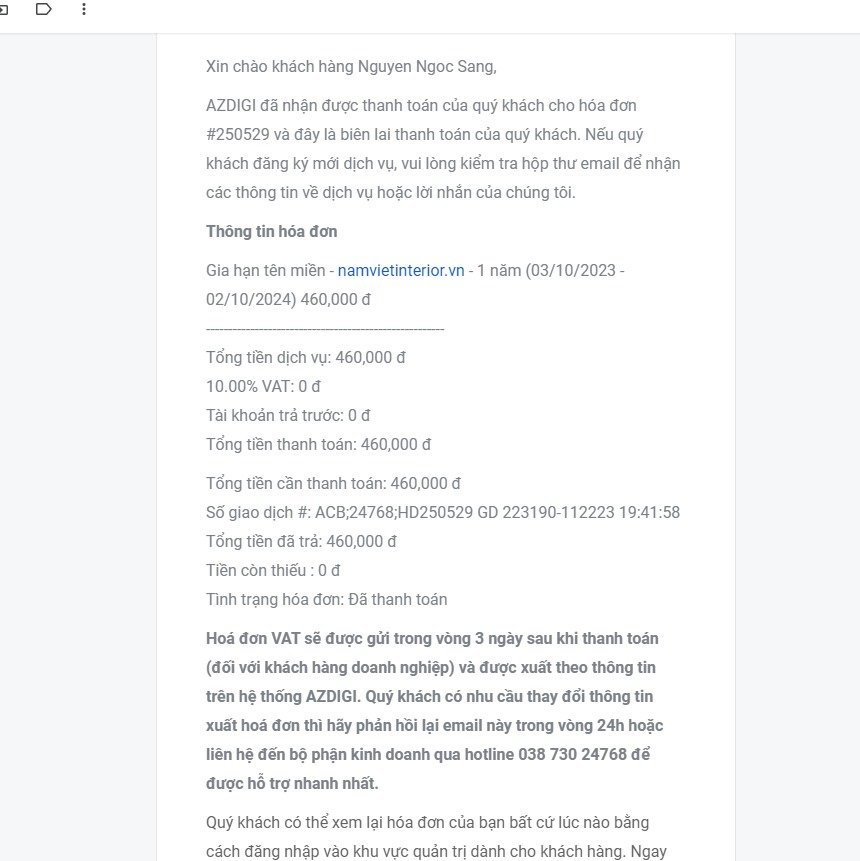 Xin chào khách hàng Nguyen Ngoc Sang,
AZDIGI đã nhận được thanh toán của quý khách cho hóa đơn
#250529 và đây là biên lai thanh toán của quý khách. Nếu quý
khách đăng ký mới dịch vụ, vui lòng kiểm tra hộp thư email để nhận
các thông tin về dịch vụ hoặc lời nhắn của chúng tôi.
Thông tin hóa đơn
Gia hạn tên miền - namvietinterior.vn - 1 năm (03/10/2023 -
02/10/2024) 460,000 đ
------------------------------------------------------
Tổng tiền dịch vụ: 460,000 đ
10.00% VAT: 0 đ
Tài khoản trả trước: 0 đ
Tổng tiền thanh toán: 460,000 đ
Tổng tiền cần thanh toán: 460,000 đ
Số giao dịch #: ACB;24768;HD250529 GD 223190-112223 19:41:58
Tổng tiền đã trả: 460,000 đ
Tiền còn thiếu : 0 đ
Tình trạng hóa đơn: Đã thanh toán
Hoá đơn VAT sẽ được gửi trong vòng 3 ngày sau khi thanh toán
(đối với khách hàng doanh nghiệp) và được xuất theo thông tin
trên hệ thống AZDIGI. Quý khách có nhu cầu thay đổi thông tin
xuất hoá đơn thì hãy phản hồi lại email này trong vòng 24h hoặc
liên hệ đến bộ phận kinh doanh qua hotline 038 730 24768 để
được hỗ trợ nhanh nhất.
Quý khách có thể xem lại hóa đơn của bạn bất cứ lúc nào bằng
cách đăng nhập vào khu vực quản trị dành cho khách hàng. Ngay